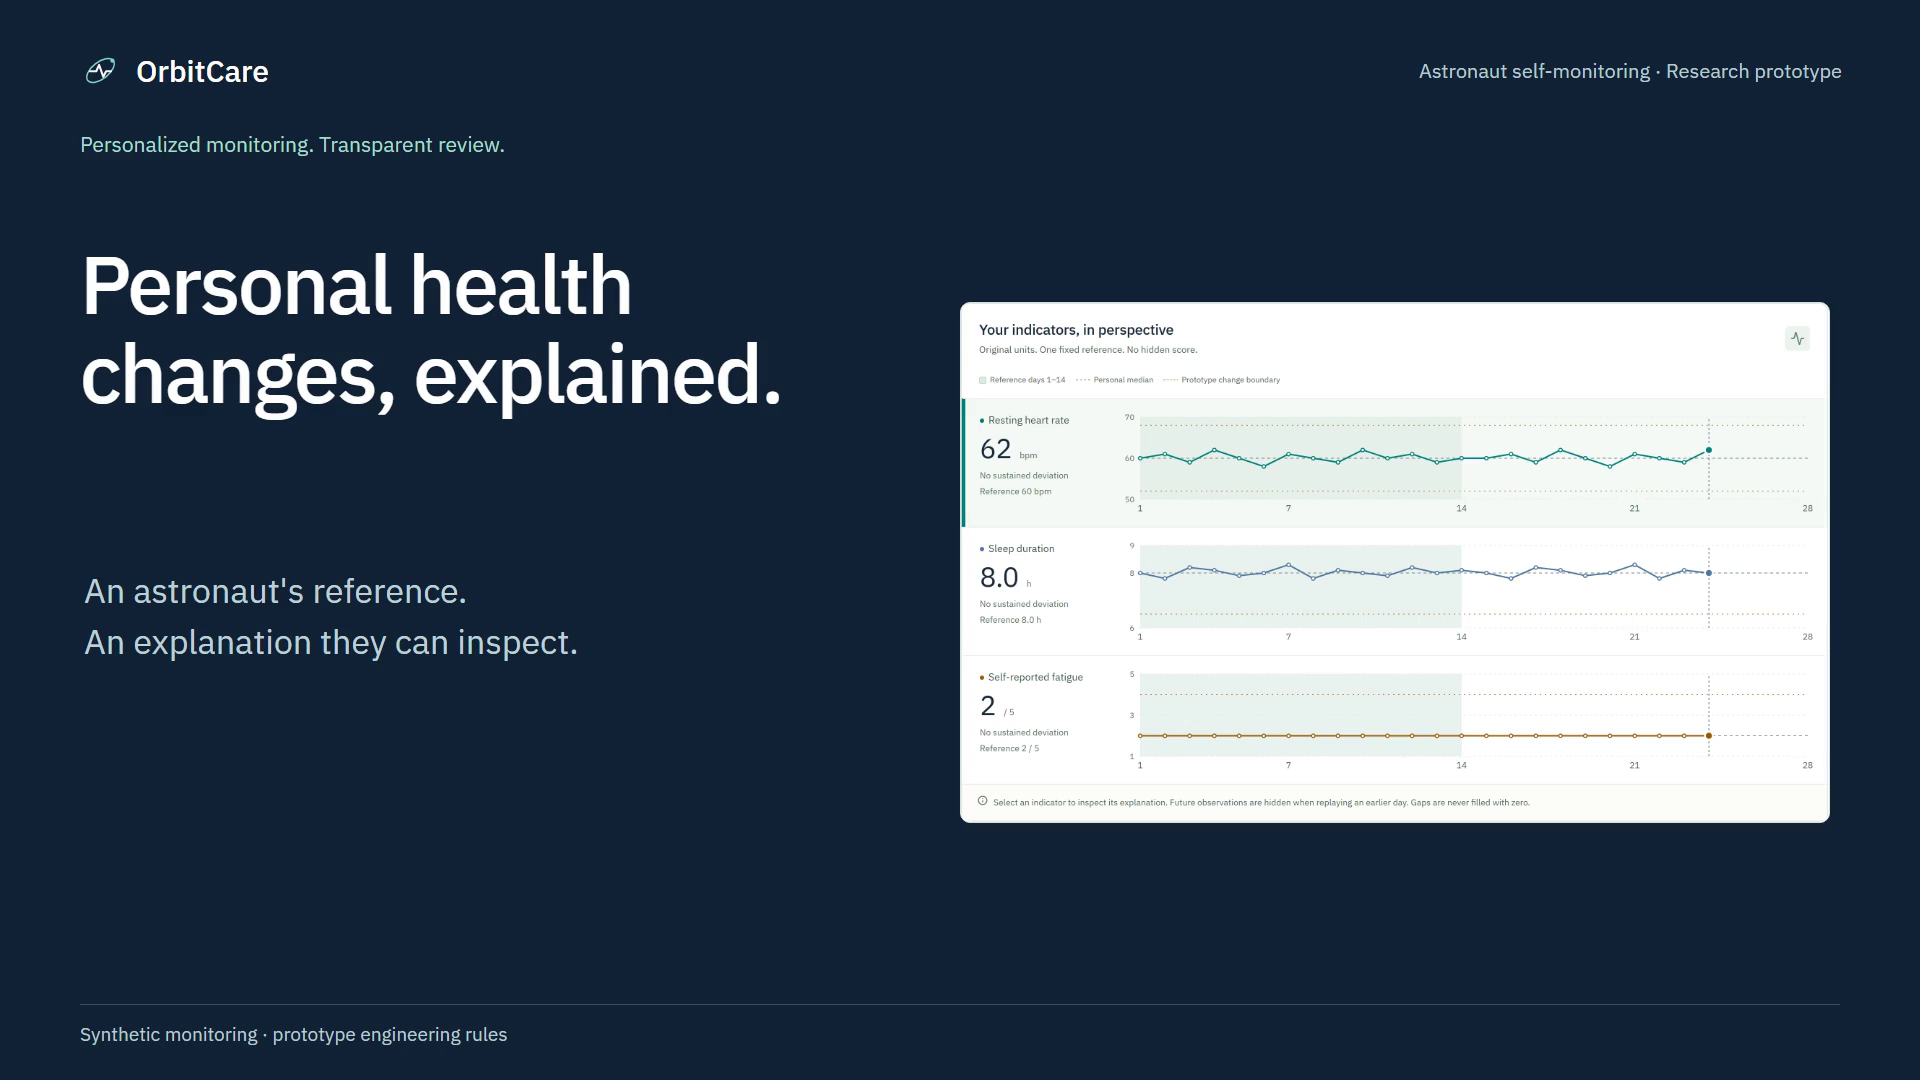 OrbitCare
Astronaut self-monitoring · Research prototype
Personalized monitoring. Transparent review.
Personal health
changes, explained.
An astronaut's reference.
An explanation they can inspect.
Your indicators, in perspective
Original units. One fixed reference. No hidden score.
Reference days 1–14
Personal median
Prototype change boundary
Resting heart rate
62 bpm
No sustained deviation
Reference 60 bpm
70
60
50
1 7 14 21 28
Sleep duration
8.0 h
No sustained deviation
Reference 8.0 h
9
8
6
1 7 14 21 28
Self-reported fatigue
2 / 5
No sustained deviation
Reference 2 / 5
5
3
1
1 7 14 21 28
Select an indicator to inspect its explanation. Future observations are hidden when replaying an earlier day. Gaps are never filled with zero.
Synthetic monitoring · prototype engineering rules